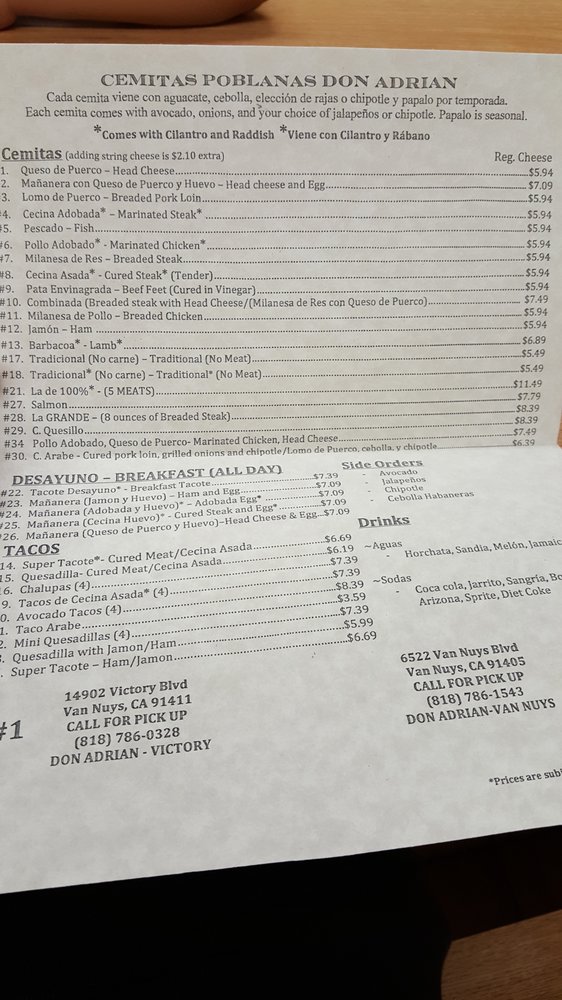 CEMITAS POBLANAS DON ADRIAN
Cada cemita viene con aguacate, cebolla, elección de rajas o chipotle y papalo por temporada.
Each cemita comes with avocado, onions, and your choice of jalapeños or chipotle. Papalo is seasonal.
*Comes with Cilantro and Raddish *Viene con Cilantro y Rábano
Cemitas (adding string cheese is $2.10 extra) Reg. Cheese
1. Queso de Puerco – Head Cheese $5.94
#2. Mañanera con Queso de Puerco y Huevo – Head cheese and Egg $7.09
#3. Lomo de Puerco – Breaded Pork Loin $5.94
#4. Cecina Adobada* – Marinated Steak* $5.94
#5. Pescado – Fish $5.94
#6. Pollo Adobado* - Marinated Chicken* $5.94
#7. Milanesa de Res – Breaded Steak $5.94
#8. Cecina Asada* - Cured Steak* (Tender) $5.94
#9. Pata Envinagrada – Beef Feet (Cured in Vinegar) $5.94
#10. Combinada (Breaded steak with Head Cheese/(Milanesa de Res con Queso de Puerco) $7.49
#11. Milanesa de Pollo – Breaded Chicken $5.94
#12. Jamón – Ham $5.94
#13. Barbacoa* - Lamb* $6.89
#17. Tradicional (No carne) – Traditional (No Meat) $5.49
#18. Tradicional* (No carne) – Traditional* (No Meat) $5.49
#21. La de 100%* - (5 MEATS) $11.49
#27. Salmon $7.79
#28. La GRANDE – (8 ounces of Breaded Steak) $8.39
#29. C. Quesillo $8.39
#34 Pollo Adobado, Queso de Puerco- Marinated Chicken, Head Cheese $7.49
#30. C. Arabe - Cured pork loin, grilled onions and chipotle/Lomo de Puerco, cebolla, y chipotle $6.39
DESAYUNO – BREAKFAST (ALL DAY)
#22. Tacote Desayuno* - Breakfast Tacote $7.39
#23. Mañanera (Jamon y Huevo) – Ham and Egg $7.09
#24. Mañanera (Adobada y Huevo)* – Adobada Egg* $7.09
#25. Mañanera (Cecina Huevo)* - Cured Steak and Egg* $7.09
#26. Mañanera (Queso de Puerco y Huevo)–Head Cheese & Egg $7.09
Side Orders
- Avocado
- Jalapeños
- Chipotle
- Cebolla Habaneras
TACOS
14. Super Tacote*- Cured Meat/Cecina Asada $6.69
15. Quesadilla- Cured Meat/Cecina Asada $6.19
6. Chalupas (4) $7.39
9. Tacos de Cecina Asada* (4) $7.39
0. Avocado Tacos (4) $8.39
1. Taco Arabe $3.59
2. Mini Quesadillas (4) $7.39
. Quesadilla with Jamon/Ham $5.99
. Super Tacote – Ham/Jamon $6.69
Drinks
~Aguas
- Horchata, Sandia, Melón, Jamaic
~Sodas
- Coca cola, Jarrito, Sangría, Bo
Arizona, Sprite, Diet Coke
#1
14902 Victory Blvd
Van Nuys, CA 91411
CALL FOR PICK UP
(818) 786-0328
DON ADRIAN - VICTORY
6522 Van Nuys Blvd
Van Nuys, CA 91405
CALL FOR PICK UP
(818) 786-1543
DON ADRIAN-VAN NUYS
*Prices are sub